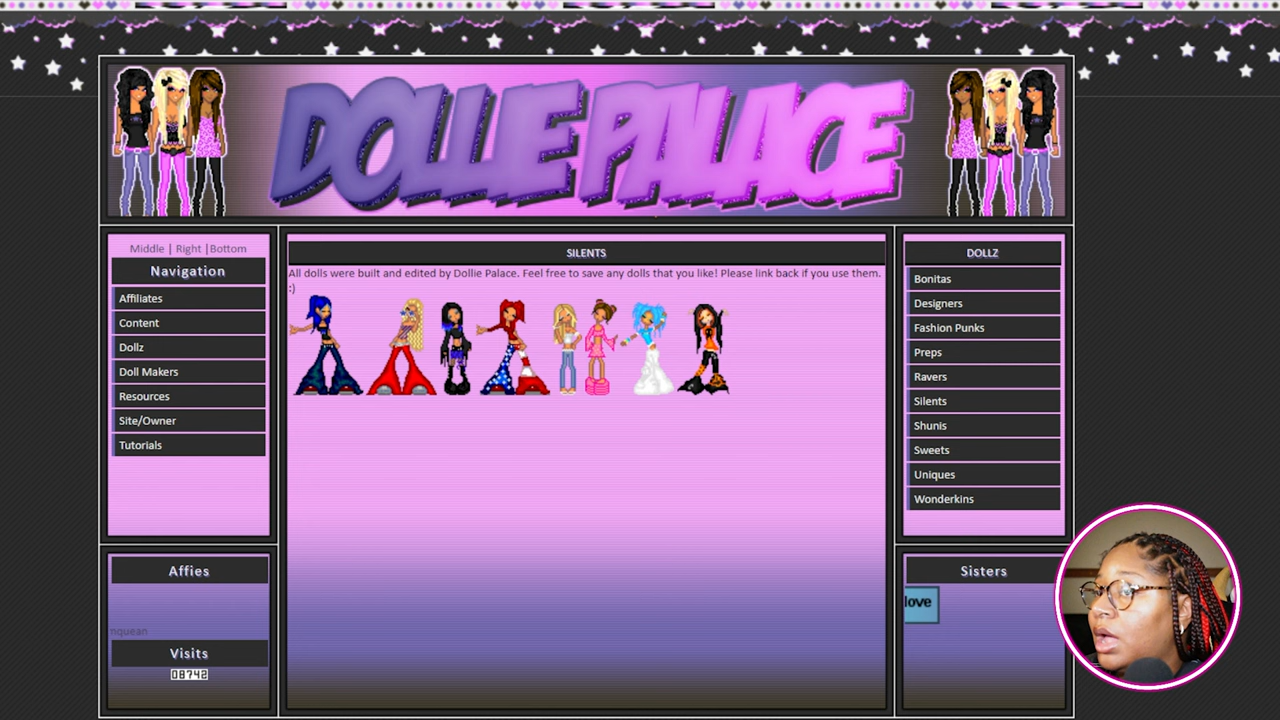 DOLLIE PALACE
Middle | Right |Bottom
Navigation
Affiliates
Content
Dollz
Doll Makers
Resources
Site/Owner
Tutorials
SILENTS
All dolls were built and edited by Dollie Palace. Feel free to save any dolls that you like! Please link back if you use them.
:)
DOLLZ
Bonitas
Designers
Fashion Punks
Preps
Ravers
Silents
Shunis
Sweets
Uniques
Wonderkins
Affies
nquean
Visits
08742
Sisters
love